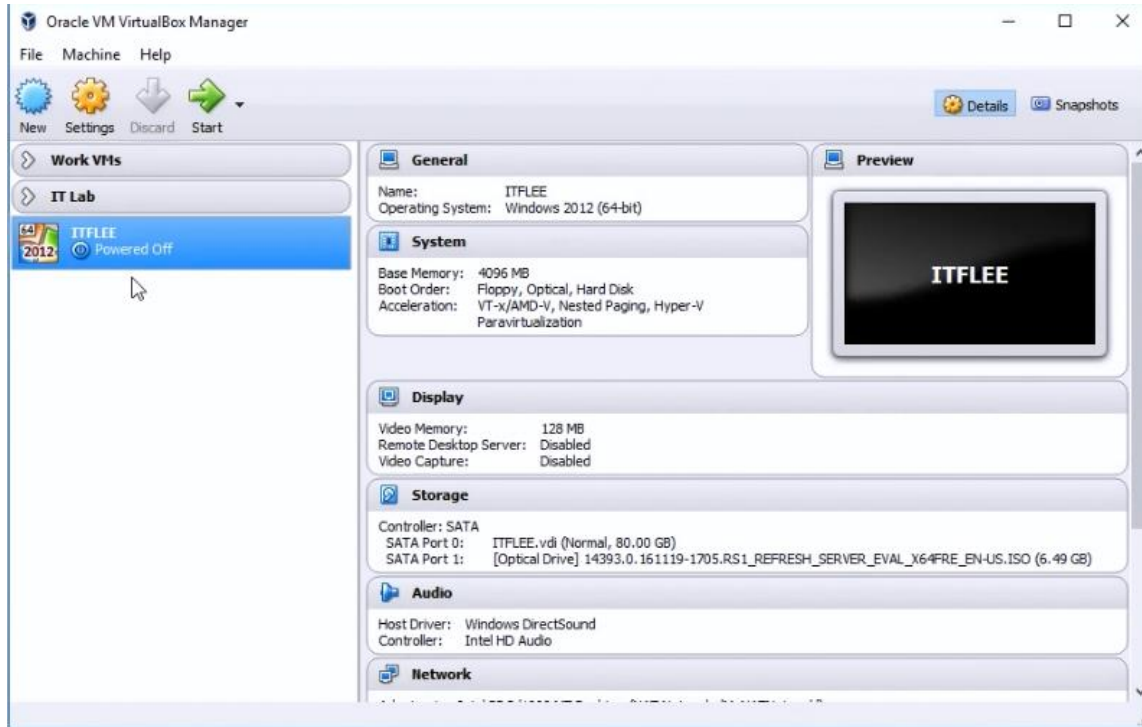 Oracle VM VirtualBox Manager
File Machine Help
New Settings Discard Start
Details Snapshots
Work VMs
IT Lab
64
2012
ITFLEE
Powered Off
General
Name: ITFLEE
Operating System: Windows 2012 (64-bit)
System
Base Memory: 4096 MB
Boot Order: Floppy, Optical, Hard Disk
Acceleration: VT-x/AMD-V, Nested Paging, Hyper-V
Paravirtualization
Preview
ITFLEE
Display
Video Memory: 128 MB
Remote Desktop Server: Disabled
Video Capture: Disabled
Storage
Controller: SATA
SATA Port 0: ITFLEE.vdi (Normal, 80.00 GB)
SATA Port 1: [Optical Drive] 14393.0.161119-1705.RS1_REFRESH_SERVER_EVAL_X64FRE_EN-US.ISO (6.49 GB)
Audio
Host Driver: Windows DirectSound
Controller: Intel HD Audio
Network